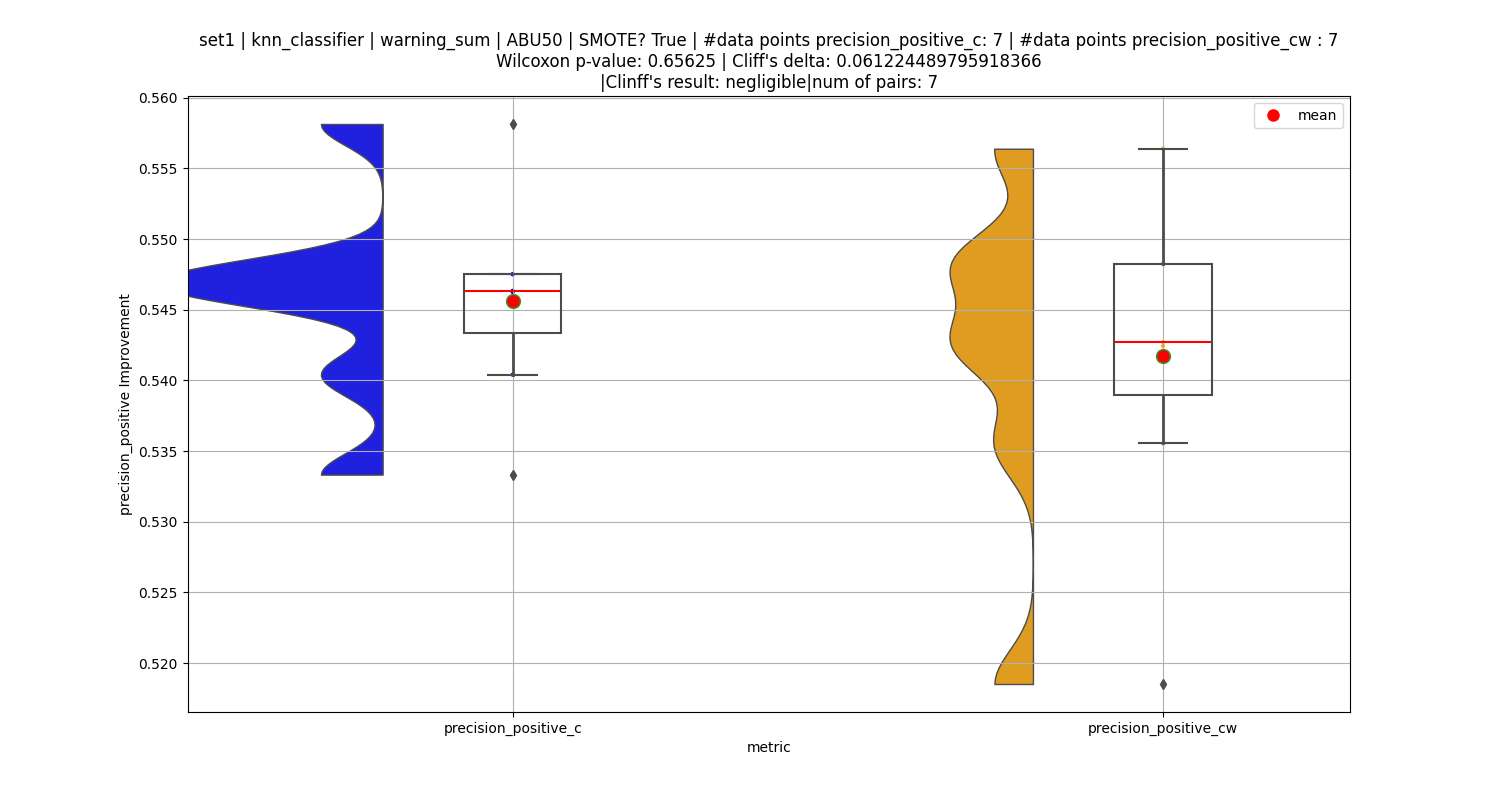 set1 | knn_classifier | warning_sum | ABU50 | SMOTE? True | #data points precision_positive_c: 7 | #data points precision_positive_cw : 7
Wilcoxon p-value: 0.65625 | Cliff's delta: 0.061224489795918366
|Clinff's result: negligible|num of pairs: 7
mean
0.560
0.555
0.550
0.545
0.540
0.535
0.530
0.525
0.520
precision_positive Improvement
precision_positive_c
precision_positive_cw
metric